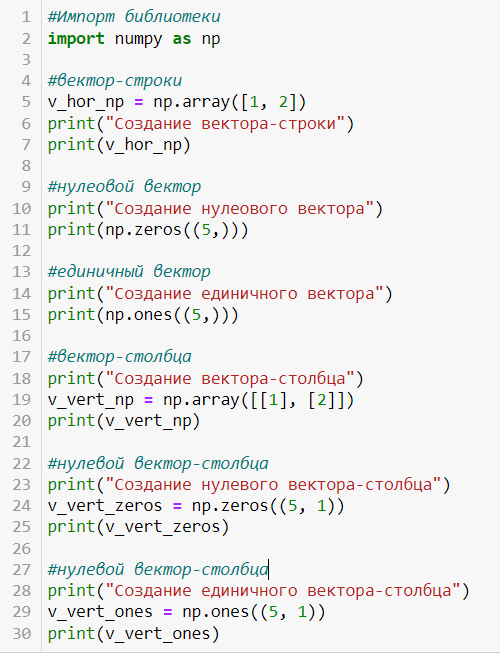 1 #Импорт библиотеки
2 import numpy as np
3
4 #вектор-строки
5 v_hor_np = np.array([1, 2])
6 print("Создание вектора-строки")
7 print(v_hor_np)
8
9 #нулеовой вектор
10 print("Создание нулеового вектора")
11 print(np.zeros((5,)))
12
13 #единичный вектор
14 print("Создание единичного вектора")
15 print(np.ones((5,)))
16
17 #вектор-столбца
18 print("Создание вектора-столбца")
19 v_vert_np = np.array([[1], [2]])
20 print(v_vert_np)
21
22 #нулевой вектор-столбца
23 print("Создание нулевого вектора-столбца")
24 v_vert_zeros = np.zeros((5, 1))
25 print(v_vert_zeros)
26
27 #нулевой вектор-столбца
28 print("Создание единичного вектора-столбца")
29 v_vert_ones = np.ones((5, 1))
30 print(v_vert_ones)